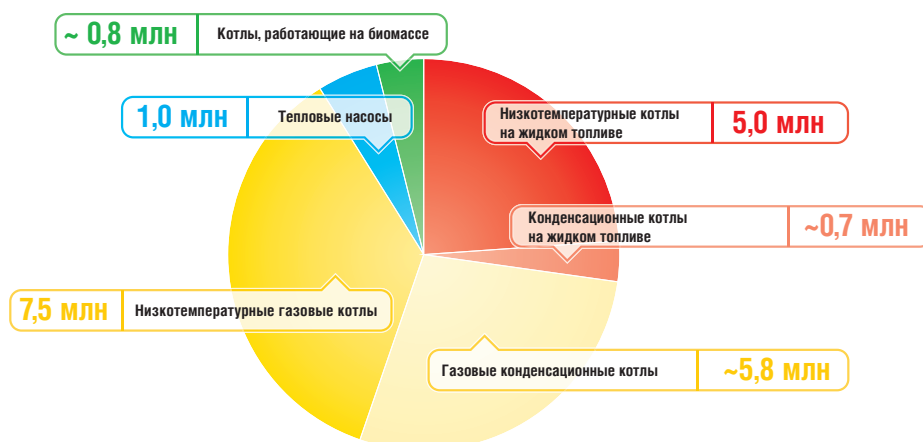 ~ 0,8 млн
Котлы, работающие на биомассе
1,0 млн
Тепловые насосы
Низкотемпературные котлы
на жидком топливе
5,0 млн
Конденсационные котлы
на жидком топливе
~0,7 млн
7,5 млн
Низкотемпературные газовые котлы
Газовые конденсационные котлы
~5,8 млн